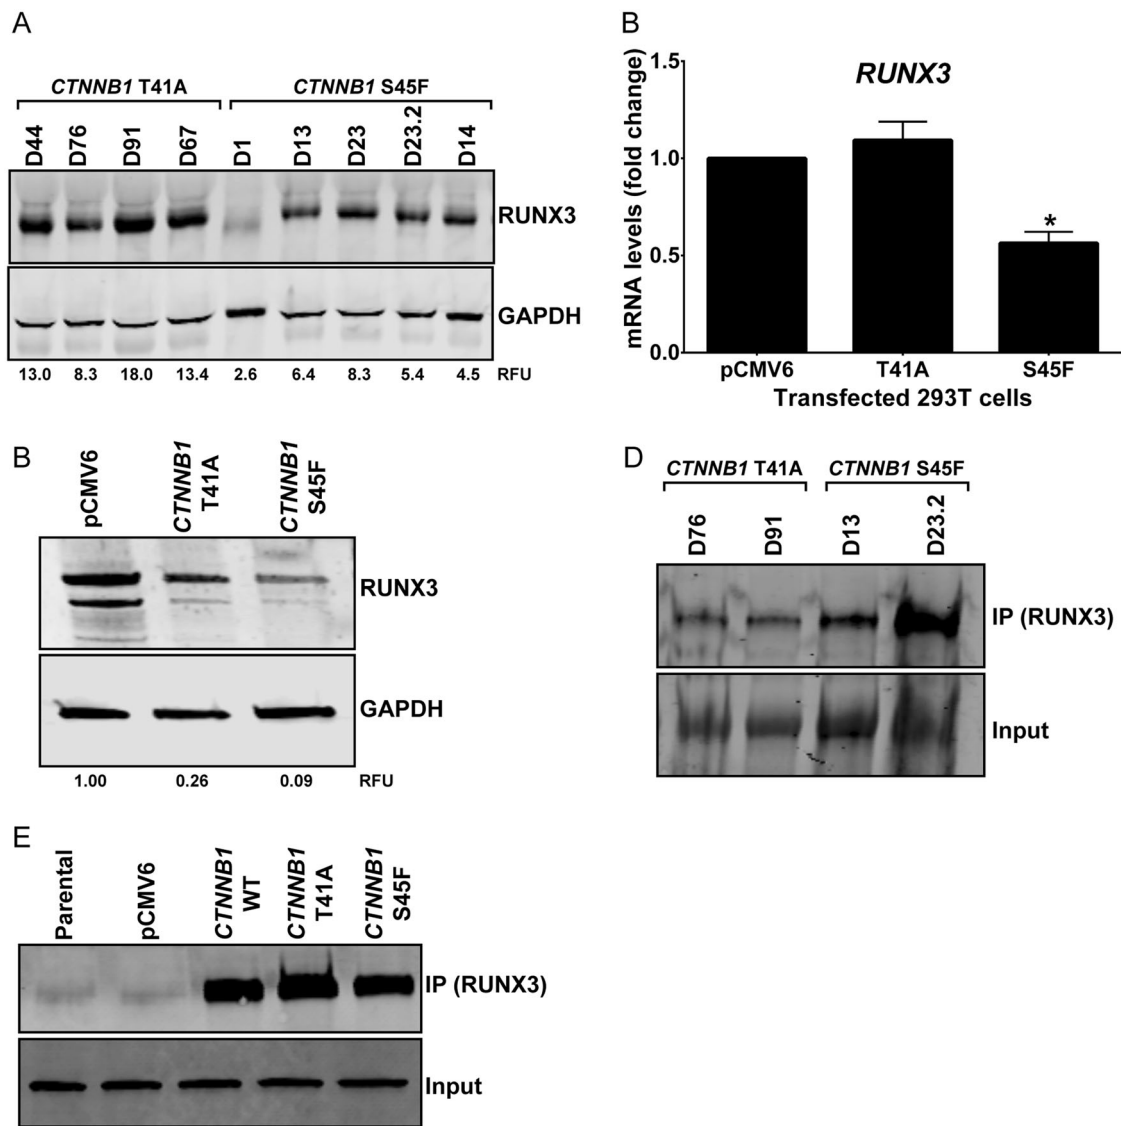 A
CTNNB1 T41A
CTNNB1 S45F
D44
D76
D91
D67
D1
D13
D23
D23.2
D14
RUNX3
GAPDH
13.0 8.3 18.0 13.4 2.6 6.4 8.3 5.4 4.5 RFU
B
RUNX3
mRNA levels (fold change)
1.5
1.0
0.5
0.0
*
pCMV6 T41A S45F
Transfected 293T cells
B
pCMV6
CTNNB1
T41A
CTNNB1
S45F
RUNX3
GAPDH
1.00 0.26 0.09 RFU
D
CTNNB1 T41A
CTNNB1 S45F
D76
D91
D13
D23.2
IP (RUNX3)
Input
E
Parental
pCMV6
CTNNB1
WT
CTNNB1
T41A
CTNNB1
S45F
IP (RUNX3)
Input